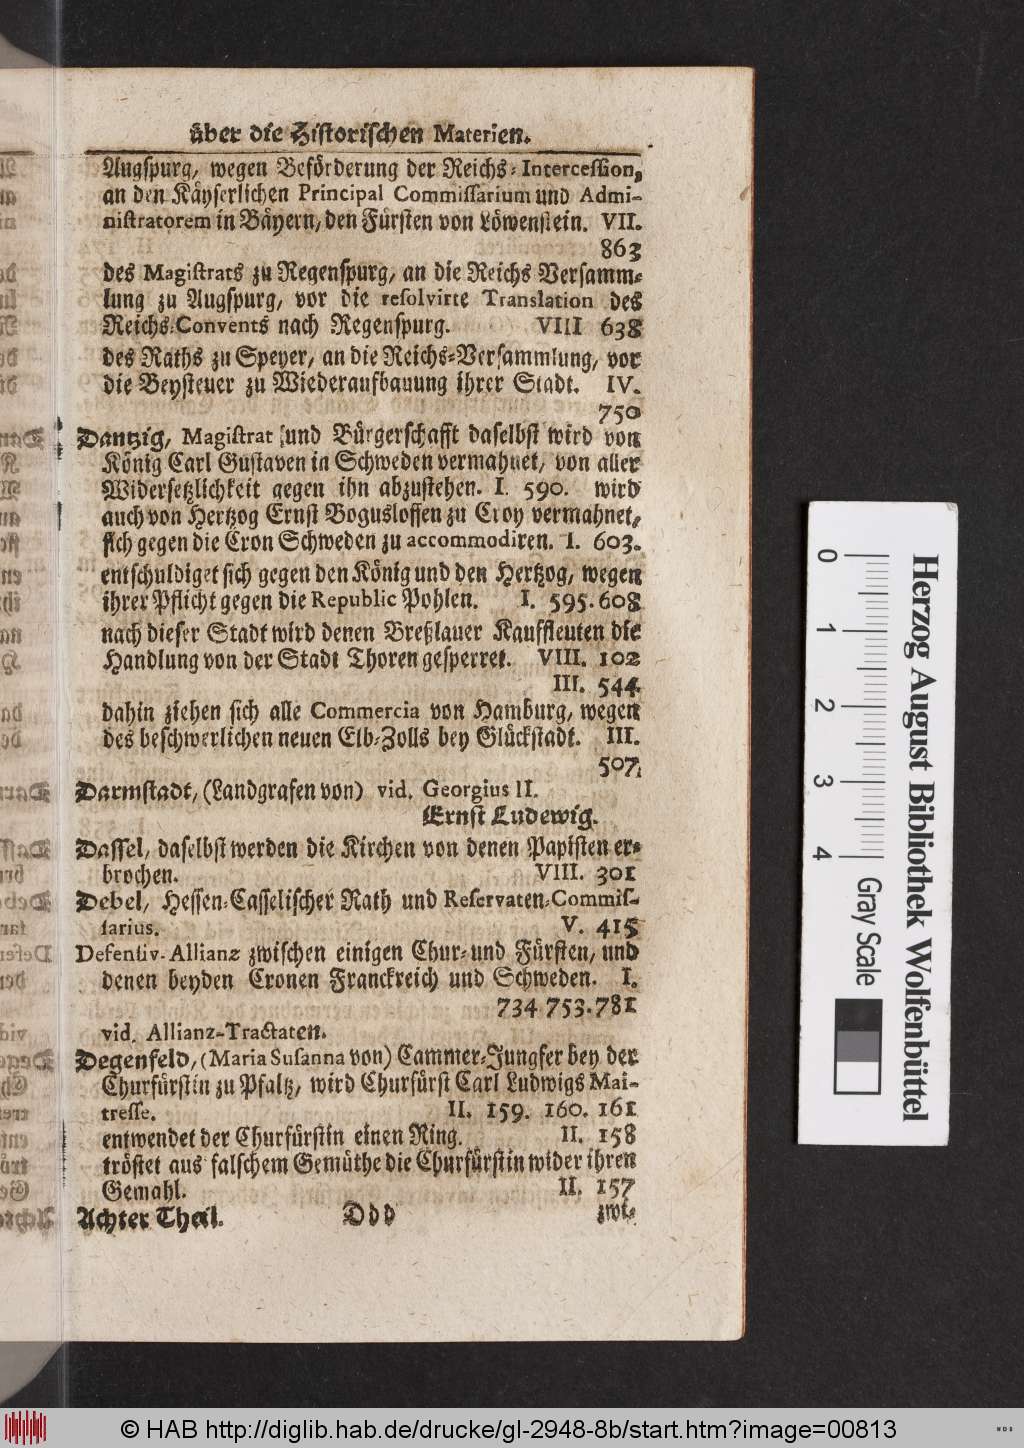 über die Historischen Materien.
Augspurg, wegen Beförderung der Reichs-Intercession,
an den Käyserlichen Principal Commissarium und Admi-
nistratorem in Bäyern, den Fürsten von Löwenstein. VII.
863
des Magistrats zu Regenspurg, an die Reichs Versamm-
lung zu Augspurg, vor die resolvirte Translation des
Reichs-Convents nach Regenspurg. VIII 638
des Raths zu Speyer, an die Reichs-Versammlung, vor
die Beysteuer zu Wiederaufbauung ihrer Stadt. IV.
750
Dantzig, Magistrat und Bürgerschafft daselbst wird von
König Carl Gustaven in Schweden vermahnet, von aller
Widersetzlichkeit gegen ihn abzustehen. I. 590. wird
auch von Hertzog Ernst Bogusloffen zu Croy vermahnet,
sich gegen die Cron Schweden zu accommodiren. I. 603.
entschuldiget sich gegen den König und den Hertzog, wegen
ihrer Pflicht gegen die Republic Pohlen. I. 595. 608
nach dieser Stadt wird denen Breßlauer Kauffleuten die
Handlung von der Stadt Thoren gesperret. VIII. 102
III. 544
dahin ziehen sich alle Commercia von Hamburg, wegen
des beschwerlichen neuen Elb-Zolls bey Glückstadt. III.
507.
Darmstadt, (Landgrafen von) vid. Georgius II.
Ernst Ludewig.
Dassel, daselbst werden die Kirchen von denen Papisten er-
brochen. VIII. 301
Debel, Hessen-Casselischer Rath und Reservaten-Commis-
sarius. V. 415
Defensiv-Allianz zwischen einigen Chur- und Fürsten, und
denen beyden Cronen Franckreich und Schweden. I.
734 753. 781
vid. Allianz-Tractaten.
Degenfeld, (Maria Susanna von) Cammer-Jungfer bey der
Churfürstin zu Pfaltz, wird Churfürst Carl Ludwigs Mai-
tresse. II. 159. 160. 161
entwendet der Churfürstin einen Ring. II. 158
tröstet aus falschem Gemüthe die Churfürstin wider ihren
Gemahl. II. 157
Achter Theil. Ddd zwi-
0 1 2 3 4
Herzog August Bibliothek Wolfenbüttel
Gray Scale
© HAB http://diglib.hab.de/drucke/gl-2948-8b/start.htm?image=00813